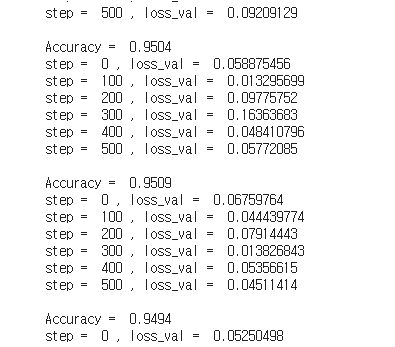 step =  500 , loss_val =  0.09209129
Accuracy =  0.9504
step =  0 , loss_val =  0.058875456
step =  100 , loss_val =  0.013295699
step =  200 , loss_val =  0.09775752
step =  300 , loss_val =  0.16363683
step =  400 , loss_val =  0.048410796
step =  500 , loss_val =  0.05772085
Accuracy =  0.9509
step =  0 , loss_val =  0.06759764
step =  100 , loss_val =  0.044439774
step =  200 , loss_val =  0.07914443
step =  300 , loss_val =  0.013826843
step =  400 , loss_val =  0.05356615
step =  500 , loss_val =  0.04511414
Accuracy =  0.9494
step =  0 , loss_val =  0.05250498